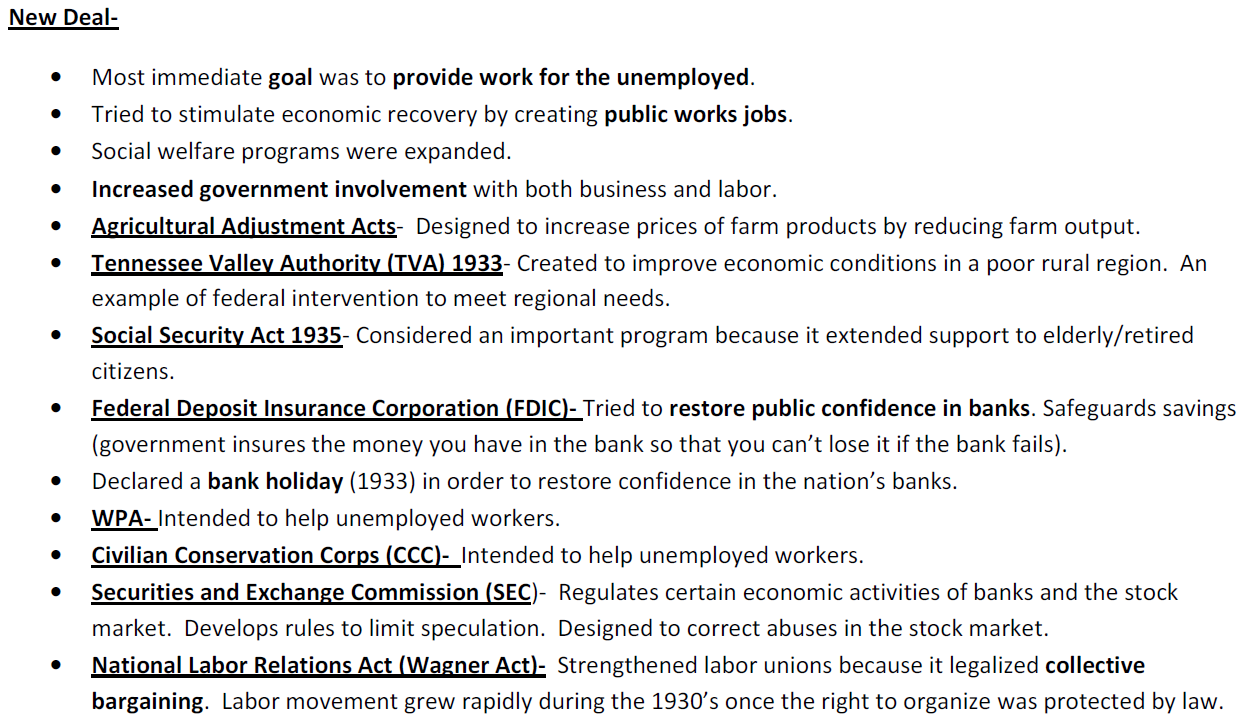 New Deal-
• Most immediate goal was to provide work for the unemployed.
• Tried to stimulate economic recovery by creating public works jobs.
• Social welfare programs were expanded.
• Increased government involvement with both business and labor.
• Agricultural Adjustment Acts- Designed to increase prices of farm products by reducing farm output.
• Tennessee Valley Authority (TVA) 1933- Created to improve economic conditions in a poor rural region. An
example of federal intervention to meet regional needs.
• Social Security Act 1935- Considered an important program because it extended support to elderly/retired
citizens.
• Federal Deposit Insurance Corporation (FDIC)- Tried to restore public confidence in banks. Safeguards savings
(government insures the money you have in the bank so that you can’t lose it if the bank fails).
• Declared a bank holiday (1933) in order to restore confidence in the nation’s banks.
• WPA- Intended to help unemployed workers.
• Civilian Conservation Corps (CCC)- Intended to help unemployed workers.
• Securities and Exchange Commission (SEC)- Regulates certain economic activities of banks and the stock
market. Develops rules to limit speculation. Designed to correct abuses in the stock market.
• National Labor Relations Act (Wagner Act)- Strengthened labor unions because it legalized collective
bargaining. Labor movement grew rapidly during the 1930’s once the right to organize was protected by law.